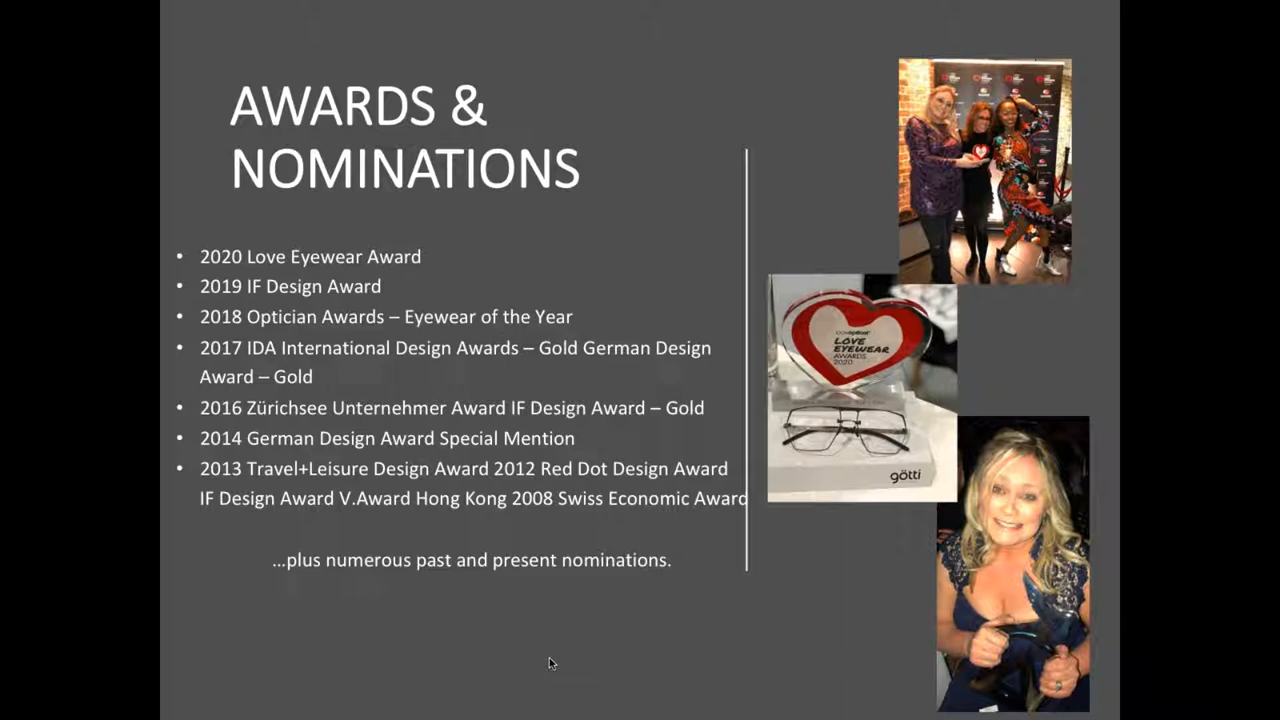 AWARDS &
NOMINATIONS
• 2020 Love Eyewear Award
• 2019 IF Design Award
• 2018 Optician Awards – Eyewear of the Year
• 2017 IDA International Design Awards – Gold German Design
Award – Gold
• 2016 Zürichsee Unternehmer Award IF Design Award – Gold
• 2014 German Design Award Special Mention
• 2013 Travel+Leisure Design Award 2012 Red Dot Design Award
IF Design Award V.Award Hong Kong 2008 Swiss Economic Award
...plus numerous past and present nominations.
LOVE
EYEWEAR
AWARDS
2020
götti